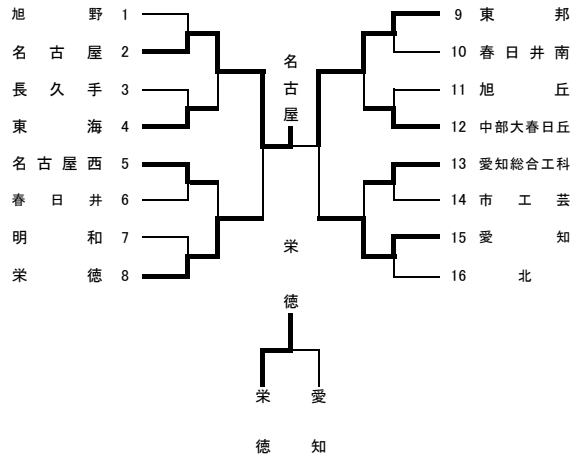 旭野 1
名古屋 2
長久手 3
東海 4
名古屋西 5
春日井 6
明和 7
栄徳 8
名古屋
9 東邦
10 春日井南
11 旭丘
12 中部大春日丘
13 愛知総合工科
14 市工芸
15 愛知
16 北
栄徳
栄徳
愛知